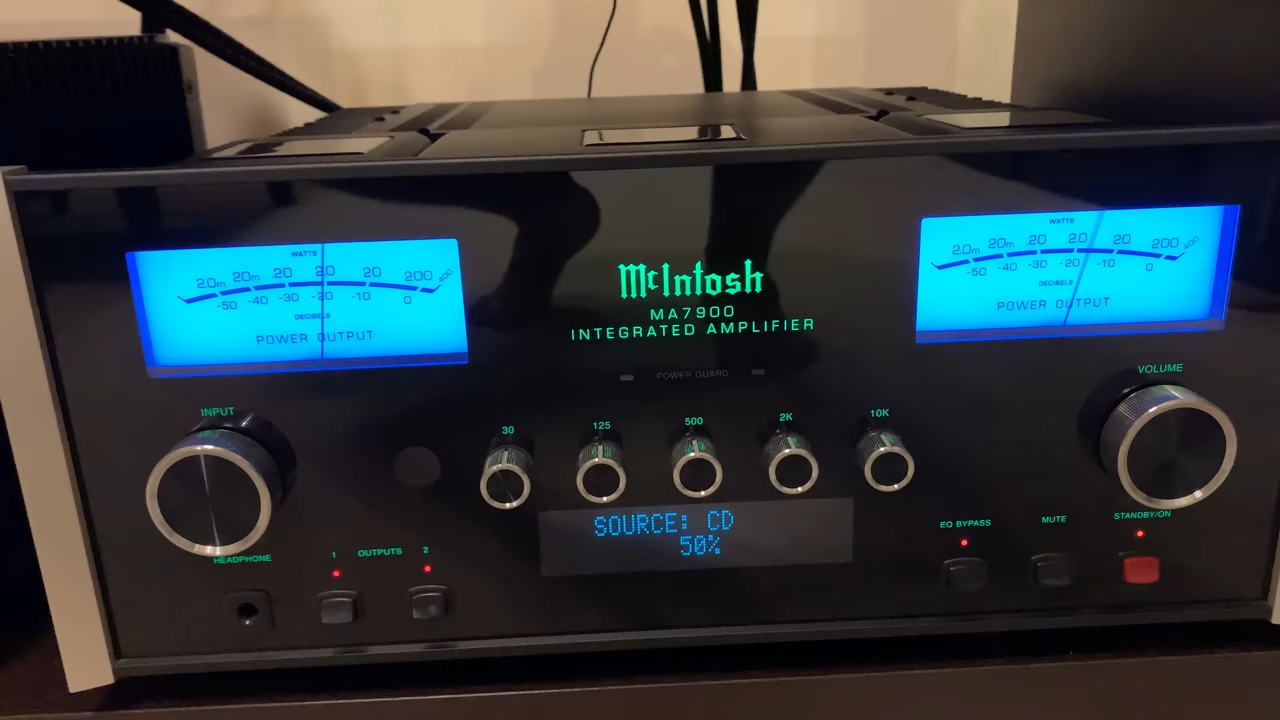 WATTS
2.0m 20m .20 2.0 20 200 400
-50 -40 -30 -20 -10 0
DECIBELS
POWER OUTPUT
McIntosh
MA7900
INTEGRATED AMPLIFIER
POWER GUARD
WATTS
2.0m 20m .20 2.0 20 200 400
-50 -40 -30 -20 -10 0
DECIBELS
POWER OUTPUT
INPUT
VOLUME
30 125 500 2K 10K
SOURCE: CD
50%
HEADPHONE
1 OUTPUTS 2
EQ BYPASS
MUTE
STANDBY/ON